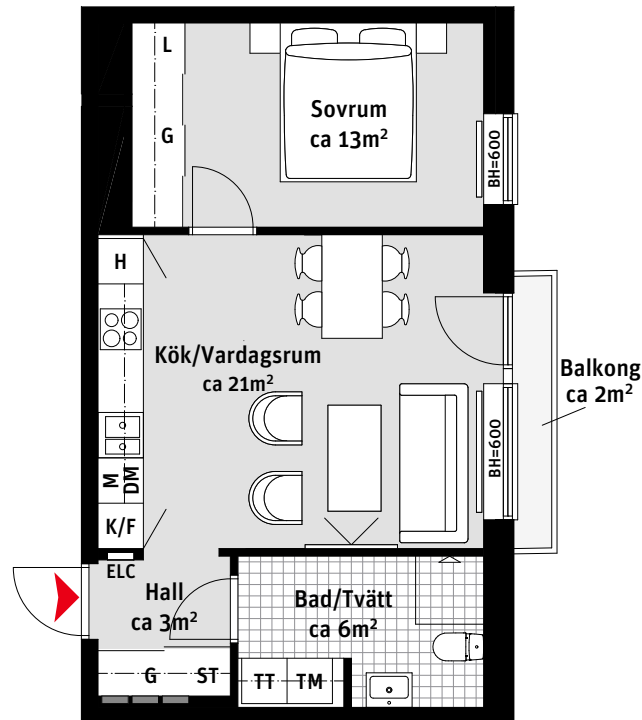 L
Sovrum
ca 13m²
G
BH=600
H
Kök/Vardagsrum
ca 21m²
Balkong
ca 2m²
BH=600
M
DM
K/F
ELC
Hall
ca 3m²
Bad/Tvätt
ca 6m²
G
ST
TT
TM